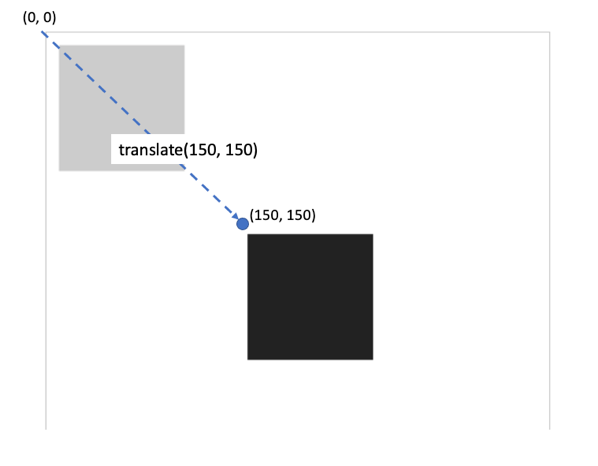 (0, 0)
translate(150, 150)
(150, 150)